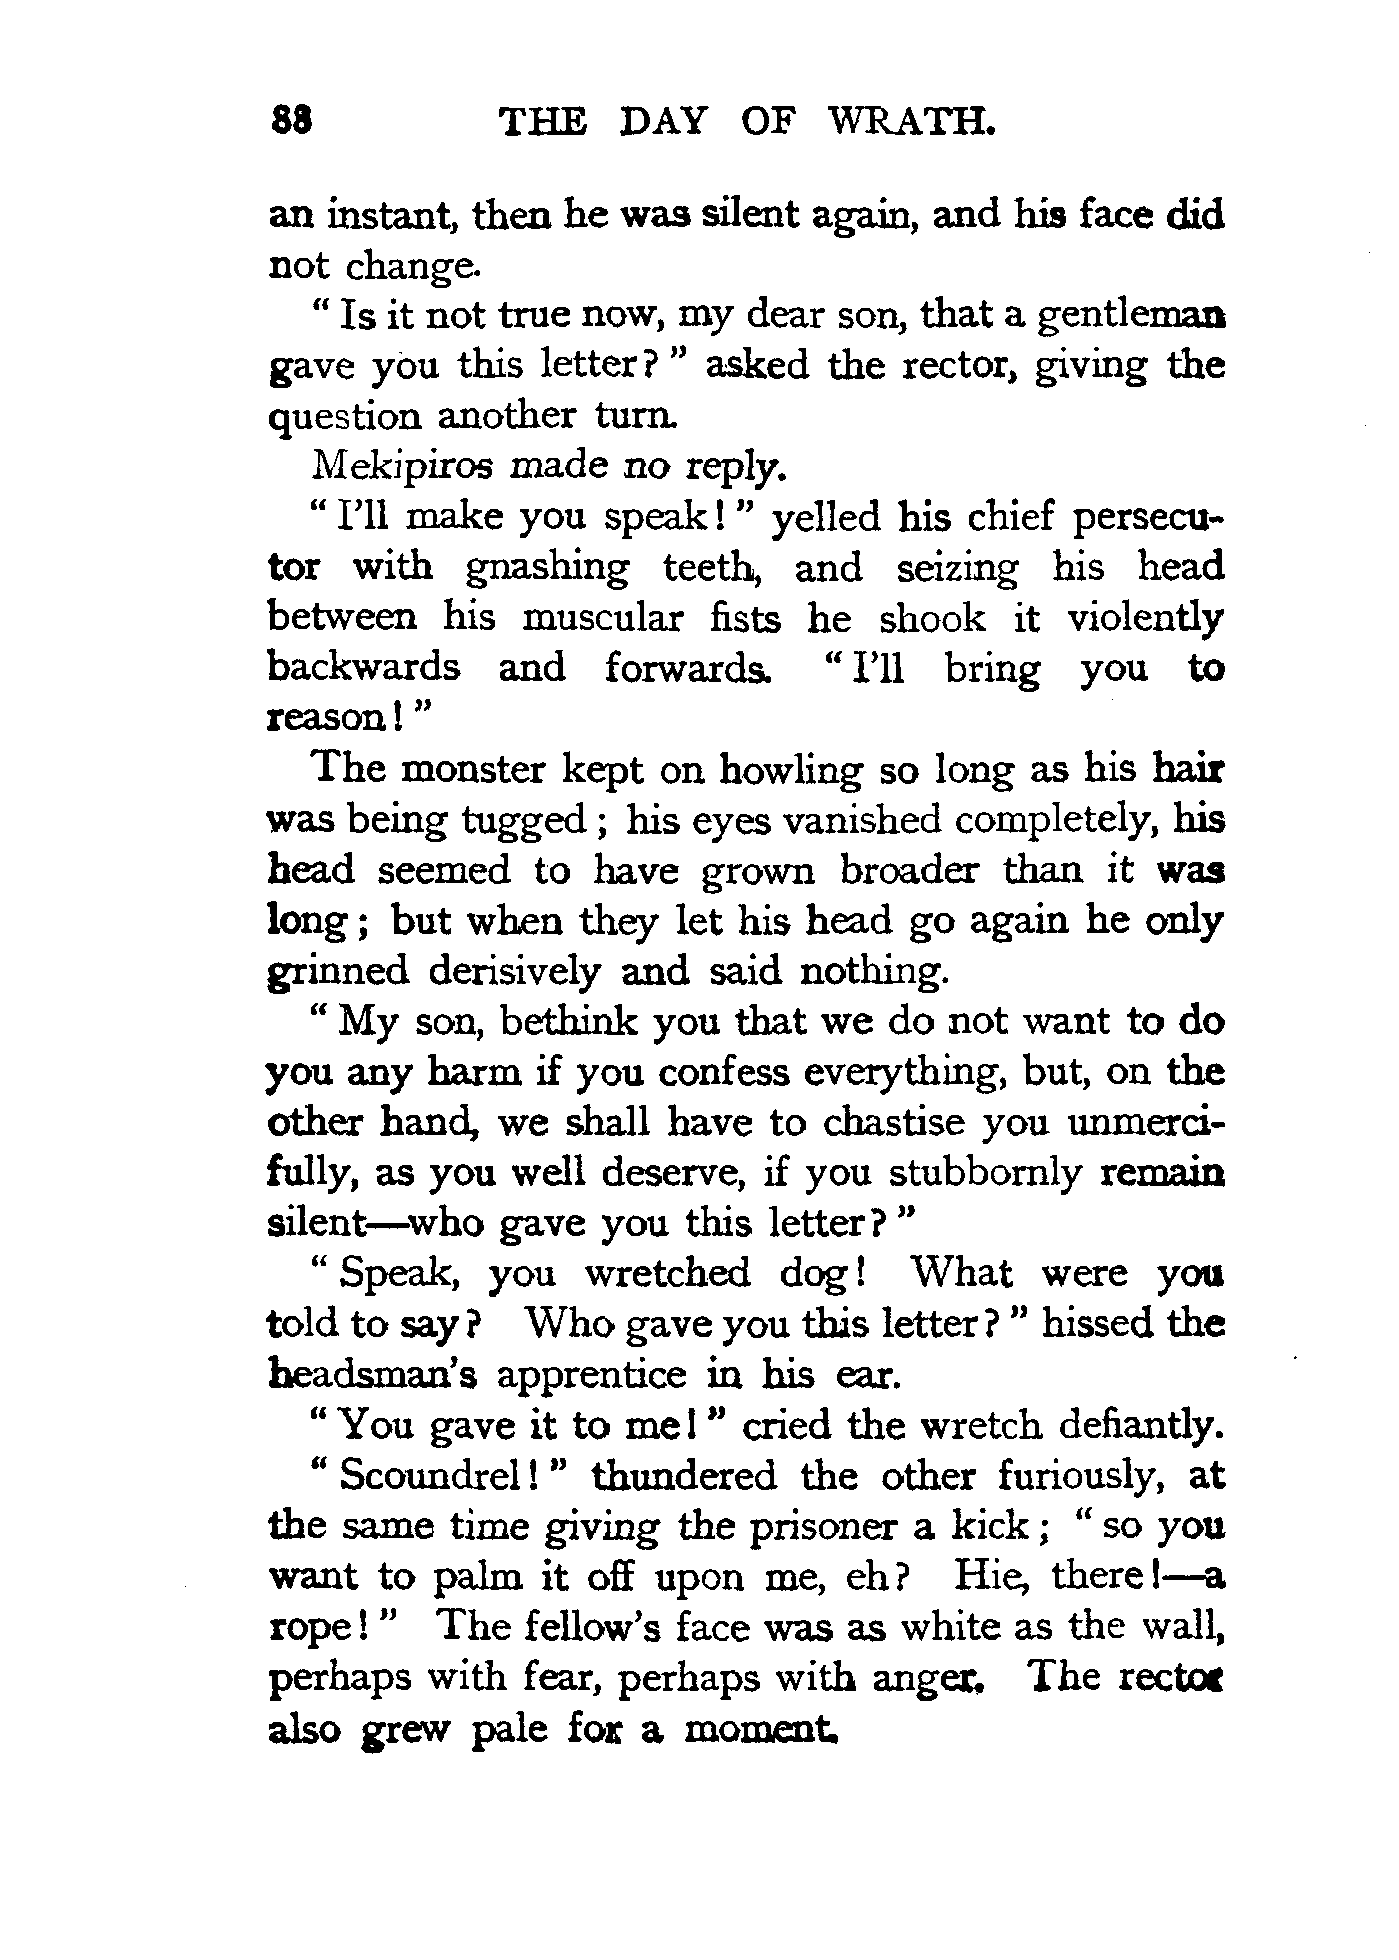 88 THE DAY OF WRATH.
an instant, then he was silent again, and his face did
not change.
" Is it not true now, my dear son, that a gentleman
gave you this letter? " asked the rector, giving the
question another turn.
Mekipiros made no reply.
" I'll make you speak! " yelled his chief persecu-
tor with gnashing teeth, and seizing his head
between his muscular fists he shook it violently
backwards and forwards. " I'll bring you to
reason! "
The monster kept on howling so long as his hair
was being tugged; his eyes vanished completely, his
head seemed to have grown broader than it was
long; but when they let his head go again he only
grinned derisively and said nothing.
" My son, bethink you that we do not want to do
you any harm if you confess everything, but, on the
other hand, we shall have to chastise you unmerci-
fully, as you well deserve, if you stubbornly remain
silent—who gave you this letter? "
" Speak, you wretched dog! What were you
told to say? Who gave you this letter? " hissed the
headsman's apprentice in his ear.
" You gave it to me! " cried the wretch defiantly.
" Scoundrel! " thundered the other furiously, at
the same time giving the prisoner a kick; " so you
want to palm it off upon me, eh? Hie, there!—a
rope! " The fellow's face was as white as the wall,
perhaps with fear, perhaps with anger. The rector
also grew pale for a moment.